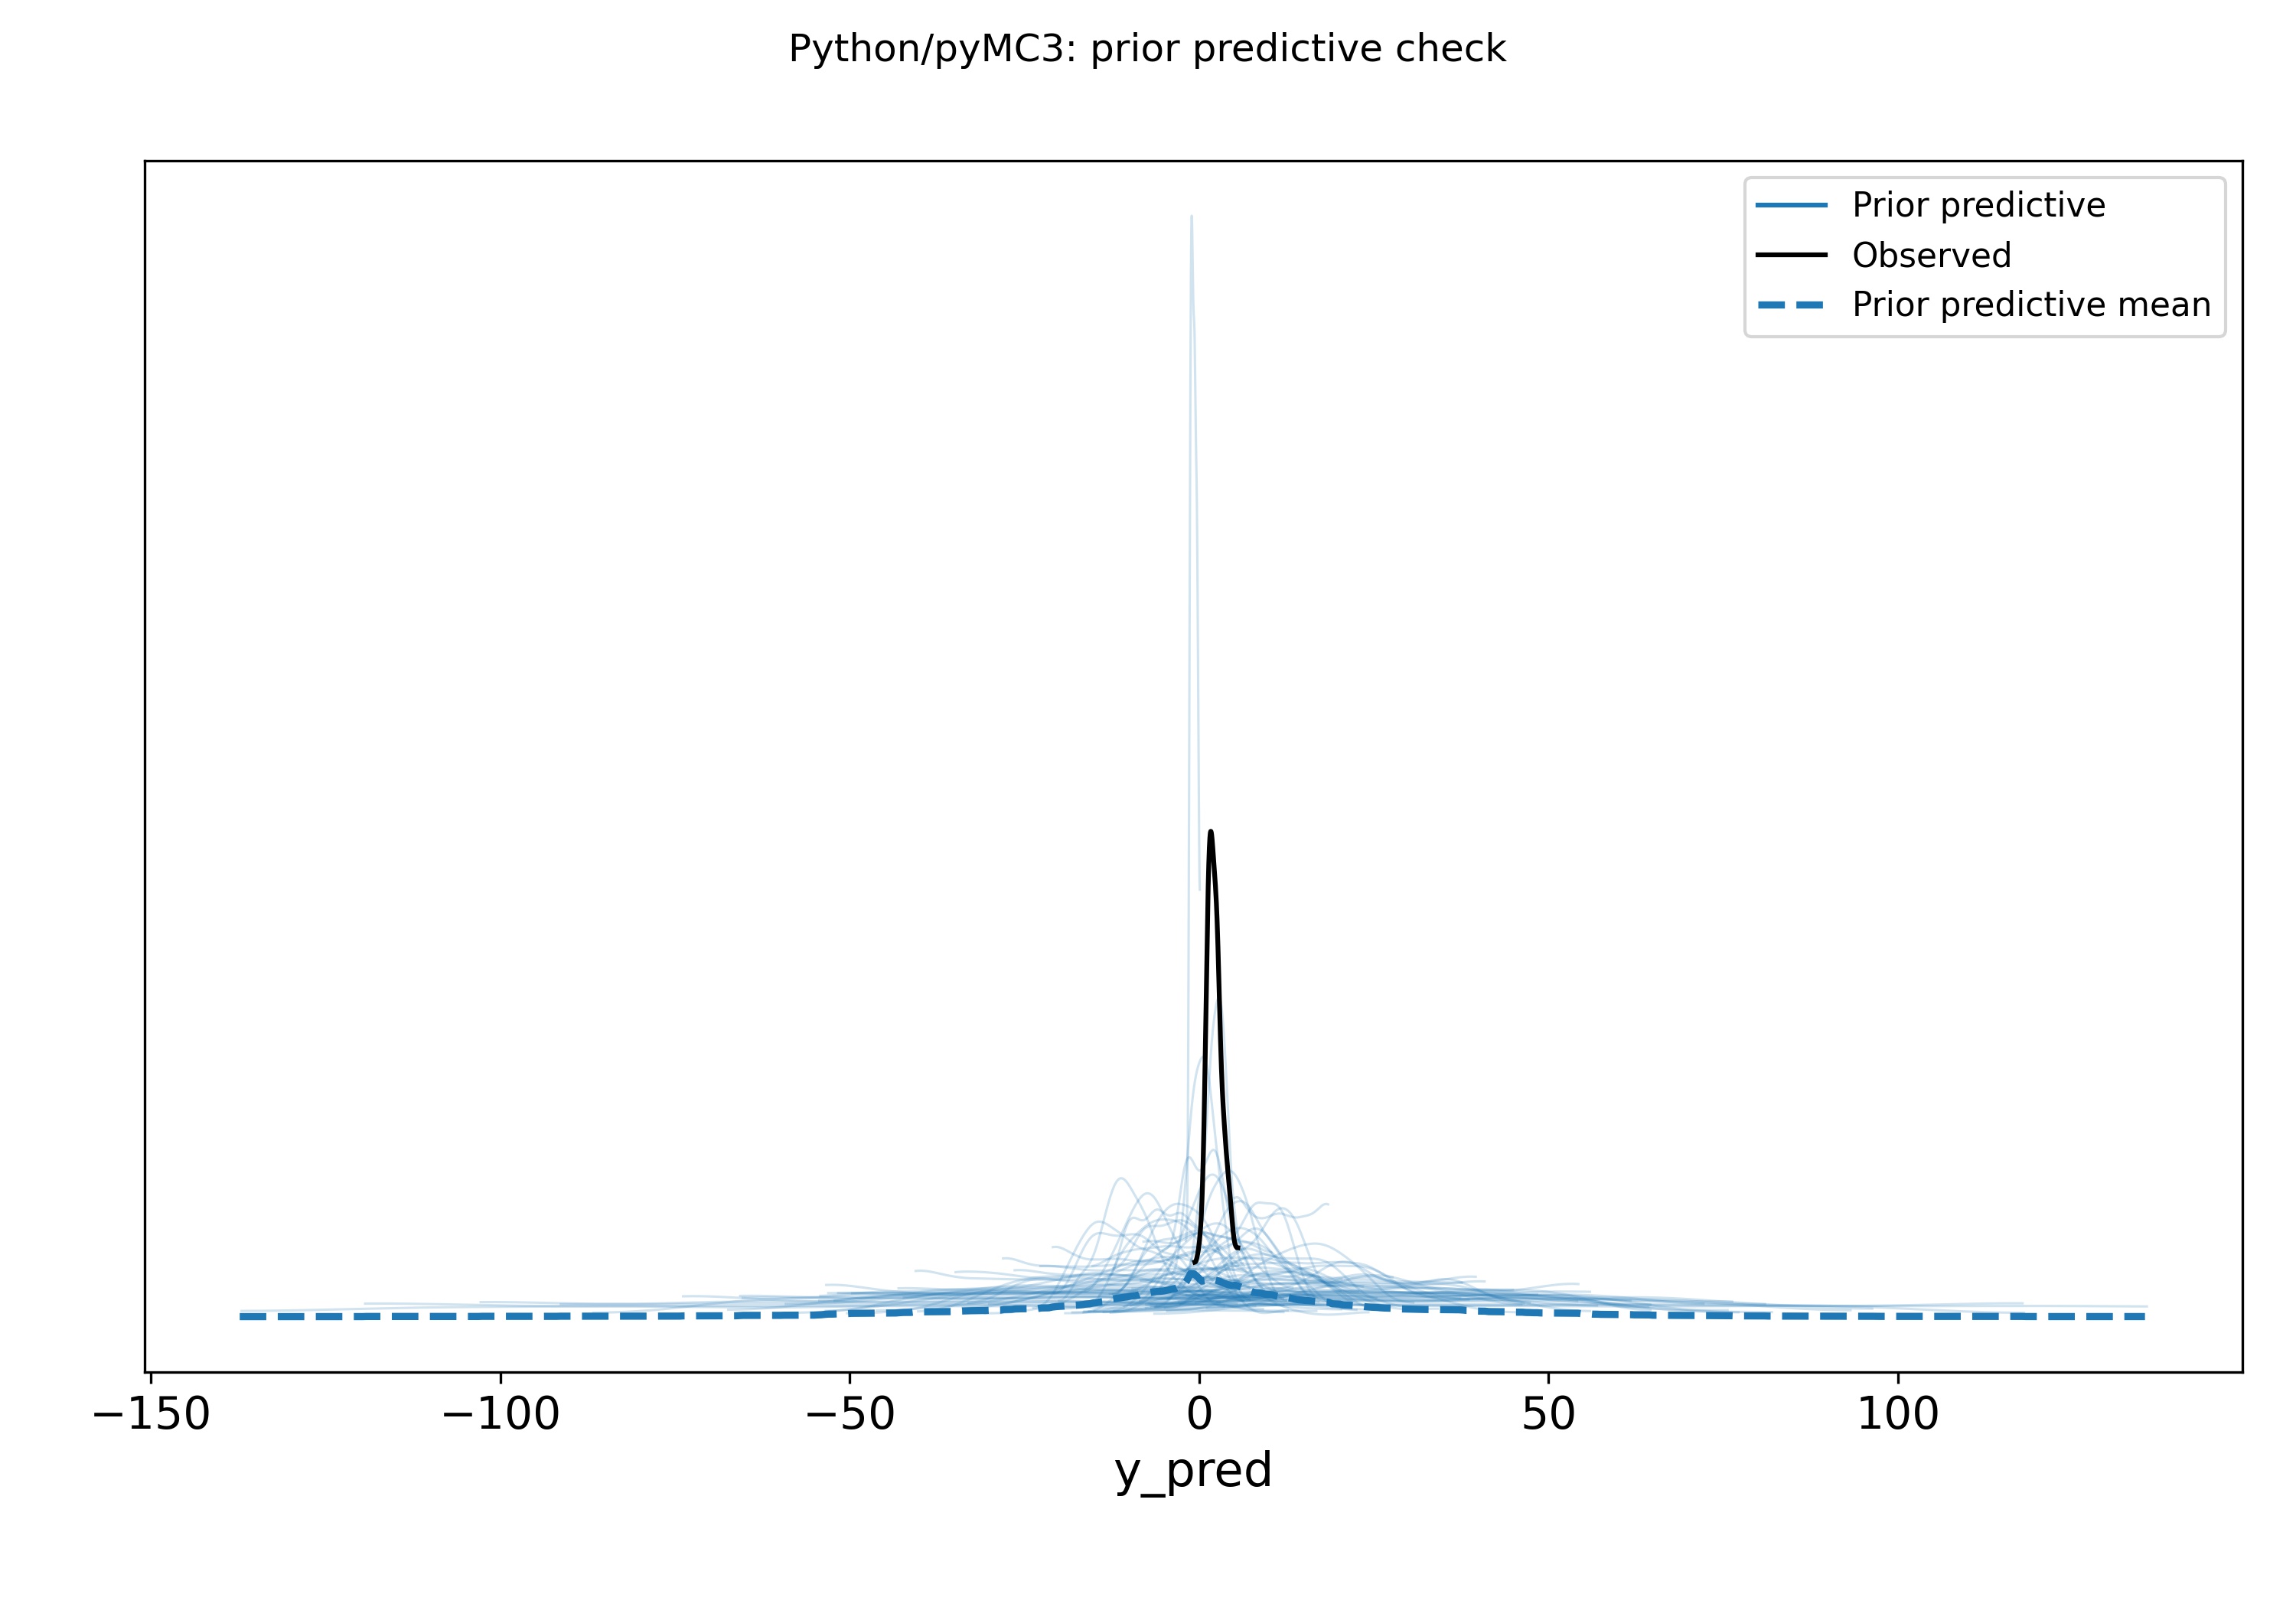 Python/pyMC3: prior predictive check
Prior predictive
Observed
Prior predictive mean
−150
−100
−50
0
50
100
y_pred